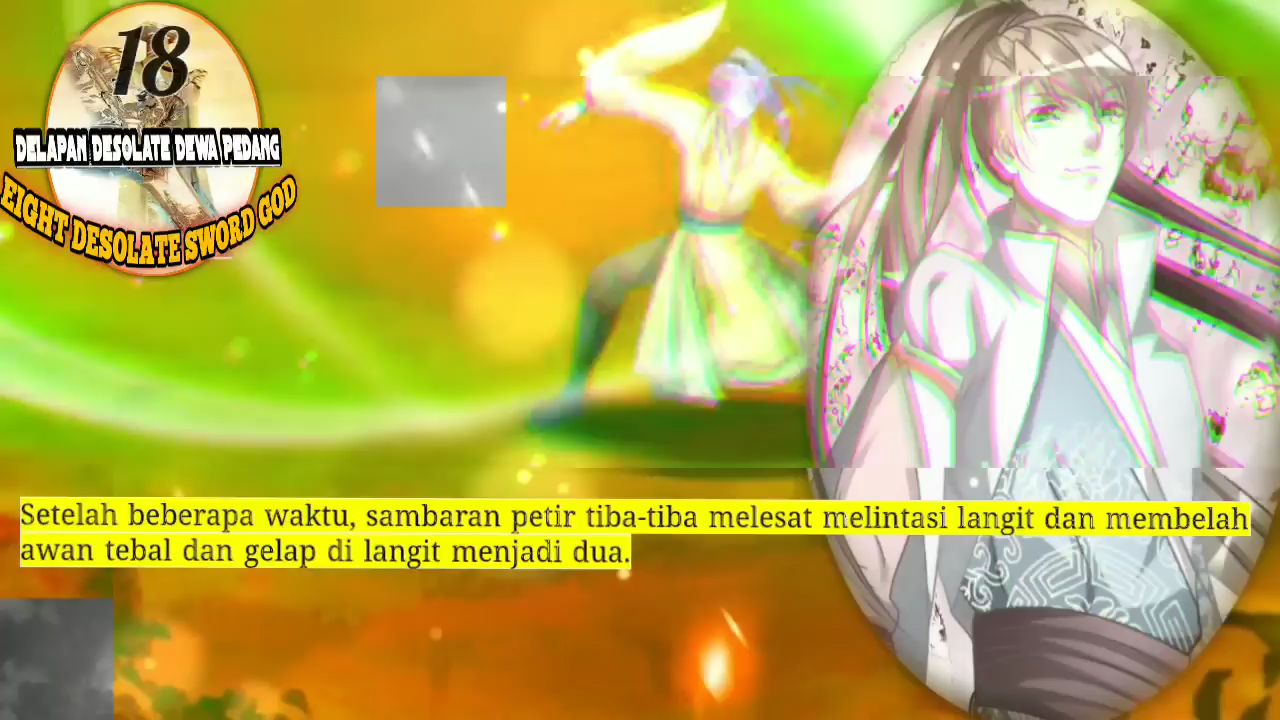 18
DELAPAN DESOLATE DEWA PEDANG
EIGHT DESOLATE SWORD GOD
Setelah beberapa waktu, sambaran petir tiba-tiba melesat melintasi langit dan membelah
awan tebal dan gelap di langit menjadi dua.